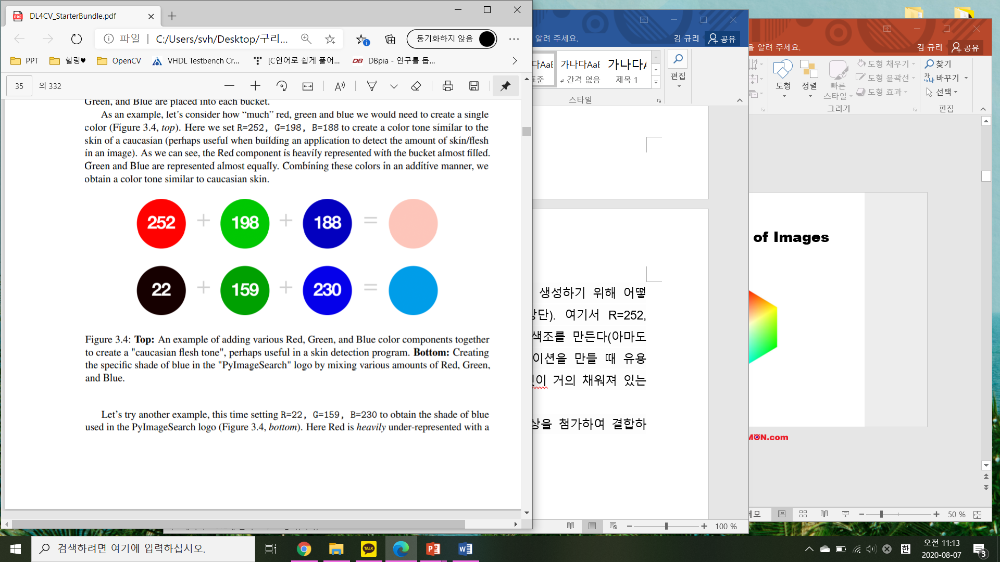 DL4CV_StarterBundle.pdf
파일
C:/Users/svh/Desktop/구리...
동기화하지 않음
PPT
힐링♥
OpenCV
VHDL Testbench Cr...
[C언어로 쉽게 풀어...
DBpia - 연구를 돕...
35
의 332
Green, and Blue are placed into each bucket.
As an example, let's consider how “much” red, green and blue we would need to create a single
color (Figure 3.4, top). Here we set R=252, G=198, B=188 to create a color tone similar to the
skin of a caucasian (perhaps useful when building an application to detect the amount of skin/flesh
in an image). As we can see, the Red component is heavily represented with the bucket almost filled.
Green and Blue are represented almost equally. Combining these colors in an additive manner, we
obtain a color tone similar to caucasian skin.
252 + 198 + 188 =
22 + 159 + 230 =
Figure 3.4: Top: An example of adding various Red, Green, and Blue color components together
to create a "caucasian flesh tone", perhaps useful in a skin detection program. Bottom: Creating
the specific shade of blue in the "PyImageSearch" logo by mixing various amounts of Red, Green,
and Blue.
Let's try another example, this time setting R=22, G=159, B=230 to obtain the shade of blue
used in the PyImageSearch logo (Figure 3.4, bottom). Here Red is heavily under-represented with a
알려 주세요.
김 규리
공유
가나다AaB
간격 없음
가나다
제목 1
스타일
편집
생성하기 위해 어떻
여기서 R=252,
색조를 만든다(아마도
이션을 만들 때 유용
거의 채워져 있는
첨가하여 결합하
100 %
알려 주세요.
김 규리
공유
도형
정렬
빠른
스타일
도형 채우기
도형 윤곽선
도형 효과
그리기
찾기
바꾸기
선택
편집
of Images
MON.com
메모
50 %
검색하려면 여기에 입력하십시오.
TALK
한
오전 11:13
2020-08-07
3